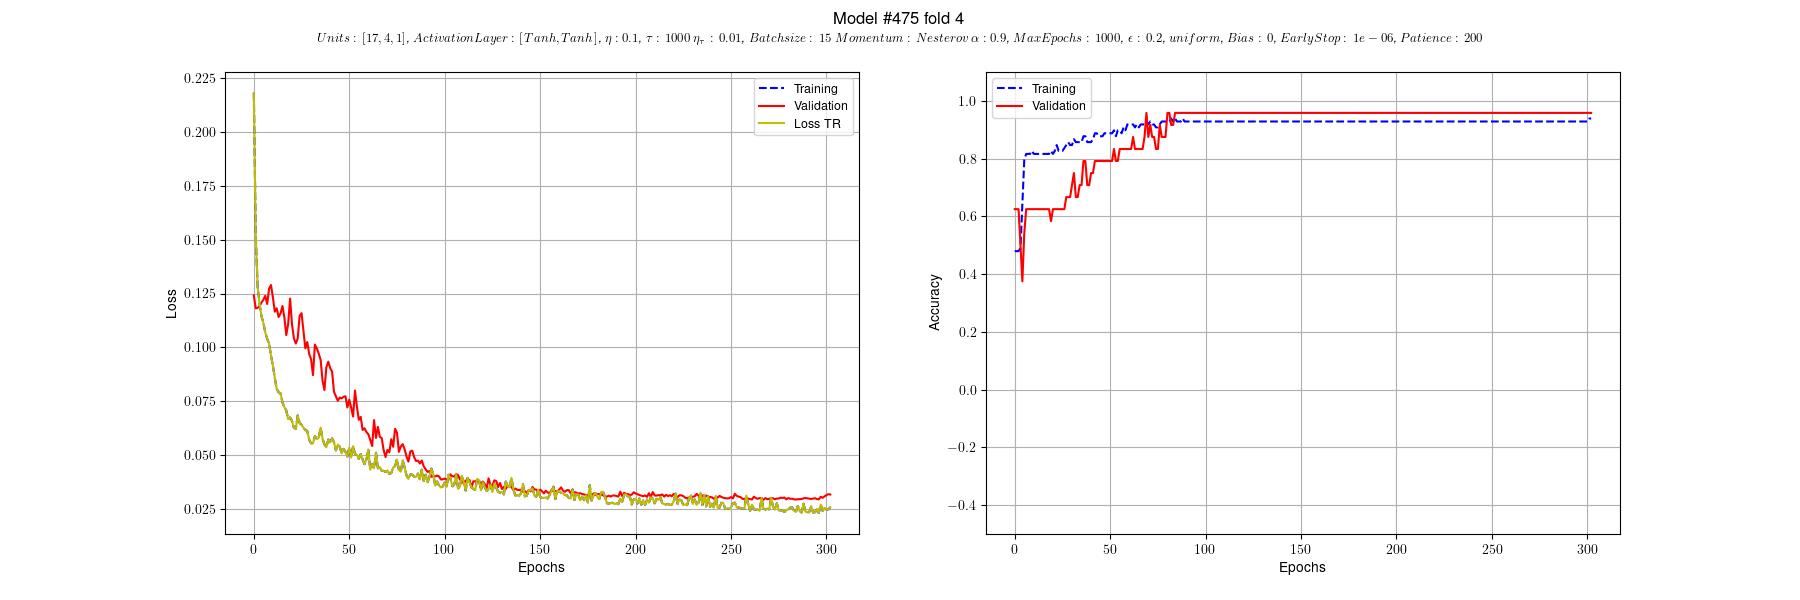 Model #475 fold 4
Units : [17, 4, 1], ActivationLayer : [Tanh, Tanh], η : 0.1, τ : 1000 η_τ : 0.01, Batchsize : 15 Momentum : Nesterov α : 0.9, MaxEpochs : 1000, ϵ : 0.2, uniform, Bias : 0, EarlyStop : 1e − 06, Patience : 200
0.225
0.200
0.175
0.150
0.125
0.100
0.075
0.050
0.025
Loss
0 50 100 150 200 250 300
Epochs
Training
Validation
Loss TR
1.0
0.8
0.6
0.4
0.2
0.0
−0.2
−0.4
Accuracy
0 50 100 150 200 250 300
Epochs
Training
Validation